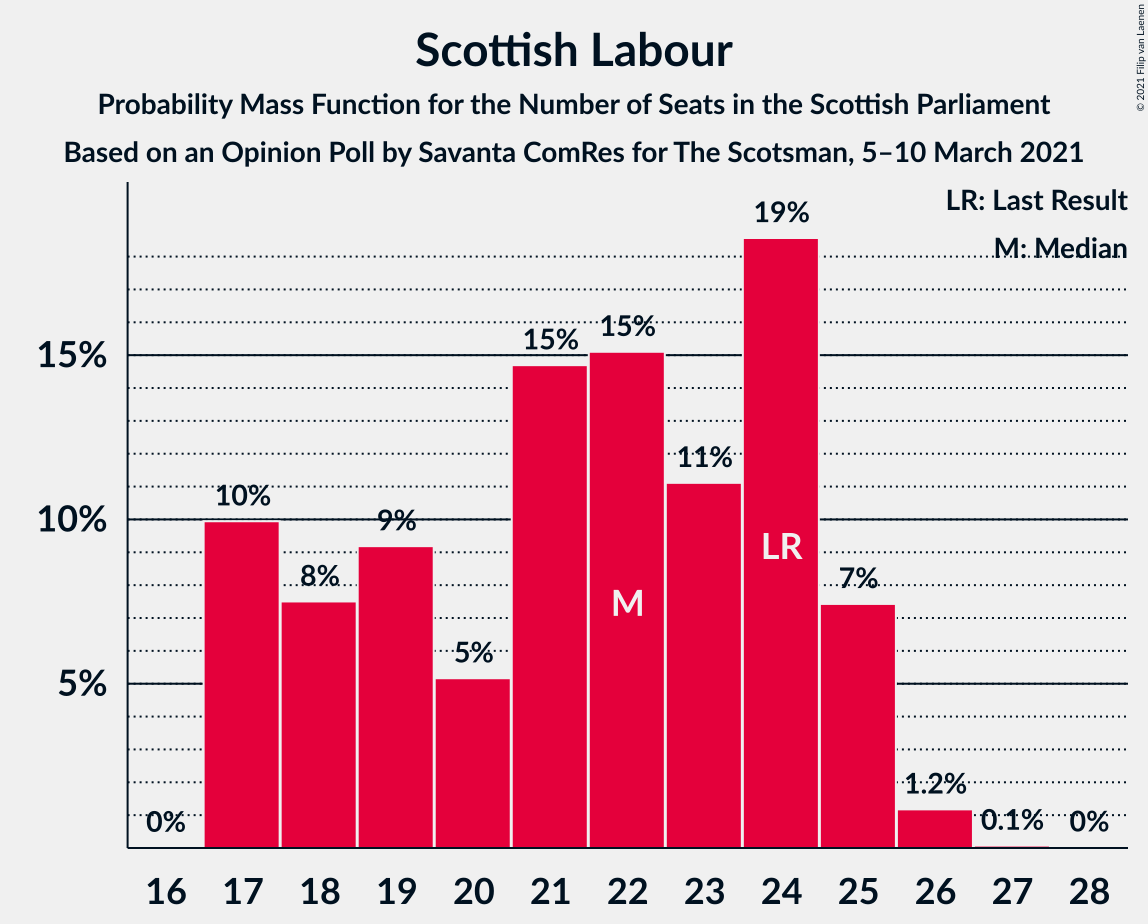 Scottish Labour
Probability Mass Function for the Number of Seats in the Scottish Parliament
Based on an Opinion Poll by Savanta ComRes for The Scotsman, 5–10 March 2021
© 2021 Filip van Laenen
LR: Last Result
M: Median
19%
15%
15%
15%
11%
10%
10%
9%
LR
8%
7%
M
5%
5%
1.2%
0%
0.1%
0%
16 17 18 19 20 21 22 23 24 25 26 27 28